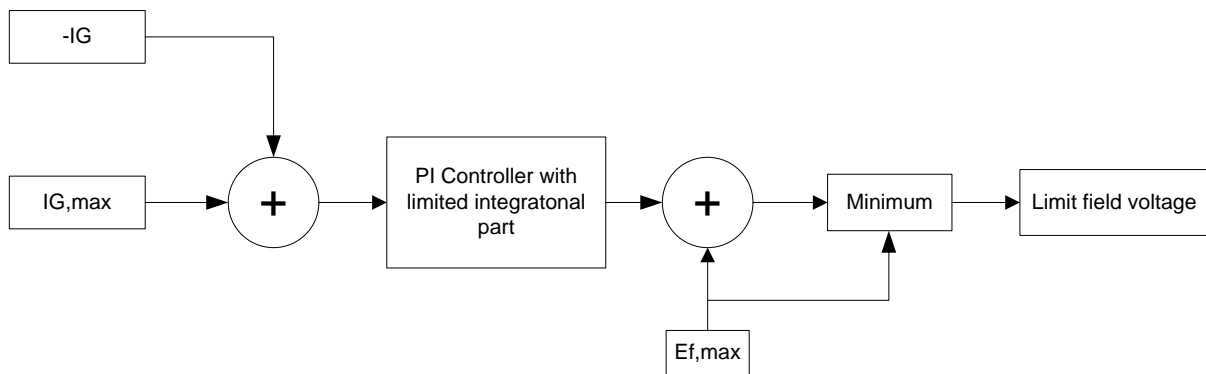 -IG
IG,max
+
PI Controller with
limited integratonal
part
+
Minimum
Limit field voltage
Ef,max